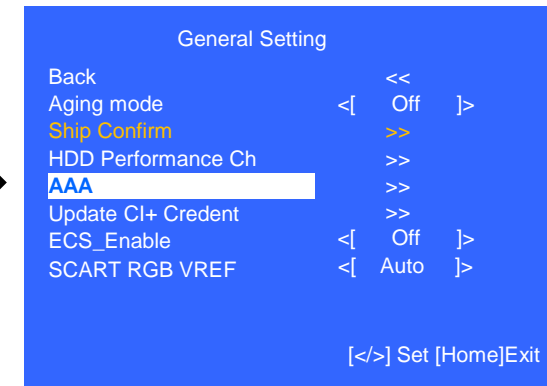 General Setting
Back <<
Aging mode <[ Off ]>
Ship Confirm >>
HDD Performance Ch >>
AAA >>
Update CI+ Credent >>
ECS_Enable <[ Off ]>
SCART RGB VREF <[ Auto ]>
[</>] Set [Home]Exit